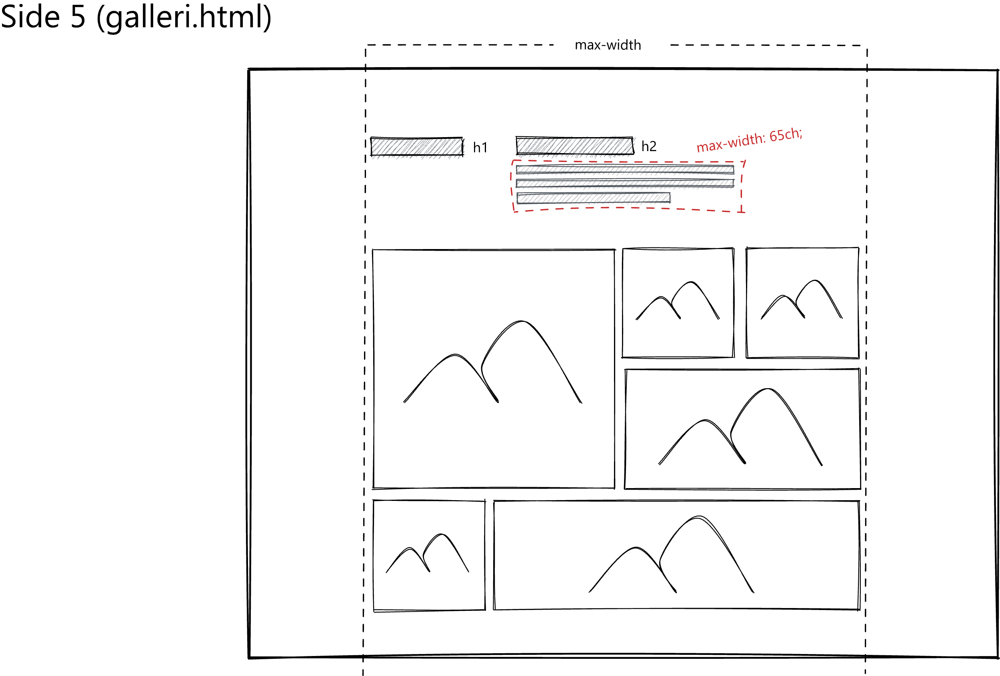 Side 5 (galleri.html)
max-width
h1
h2
max-width: 65ch;